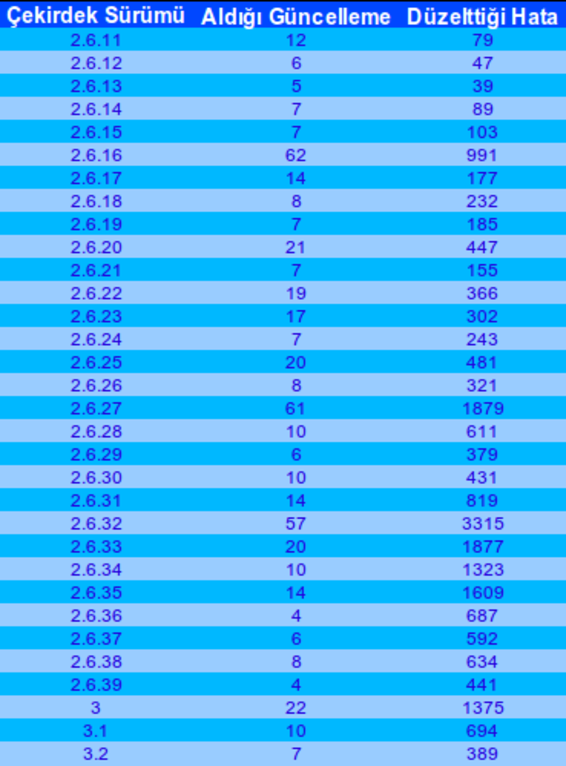 Çekirdek Sürümü Aldığı Güncelleme Düzelttiği Hata
2.6.11 12 79
2.6.12 6 47
2.6.13 5 39
2.6.14 7 89
2.6.15 7 103
2.6.16 62 991
2.6.17 14 177
2.6.18 8 232
2.6.19 7 185
2.6.20 21 447
2.6.21 7 155
2.6.22 19 366
2.6.23 17 302
2.6.24 7 243
2.6.25 20 481
2.6.26 8 321
2.6.27 61 1879
2.6.28 10 611
2.6.29 6 379
2.6.30 10 431
2.6.31 14 819
2.6.32 57 3315
2.6.33 20 1877
2.6.34 10 1323
2.6.35 14 1609
2.6.36 4 687
2.6.37 6 592
2.6.38 8 634
2.6.39 4 441
3 22 1375
3.1 10 694
3.2 7 389